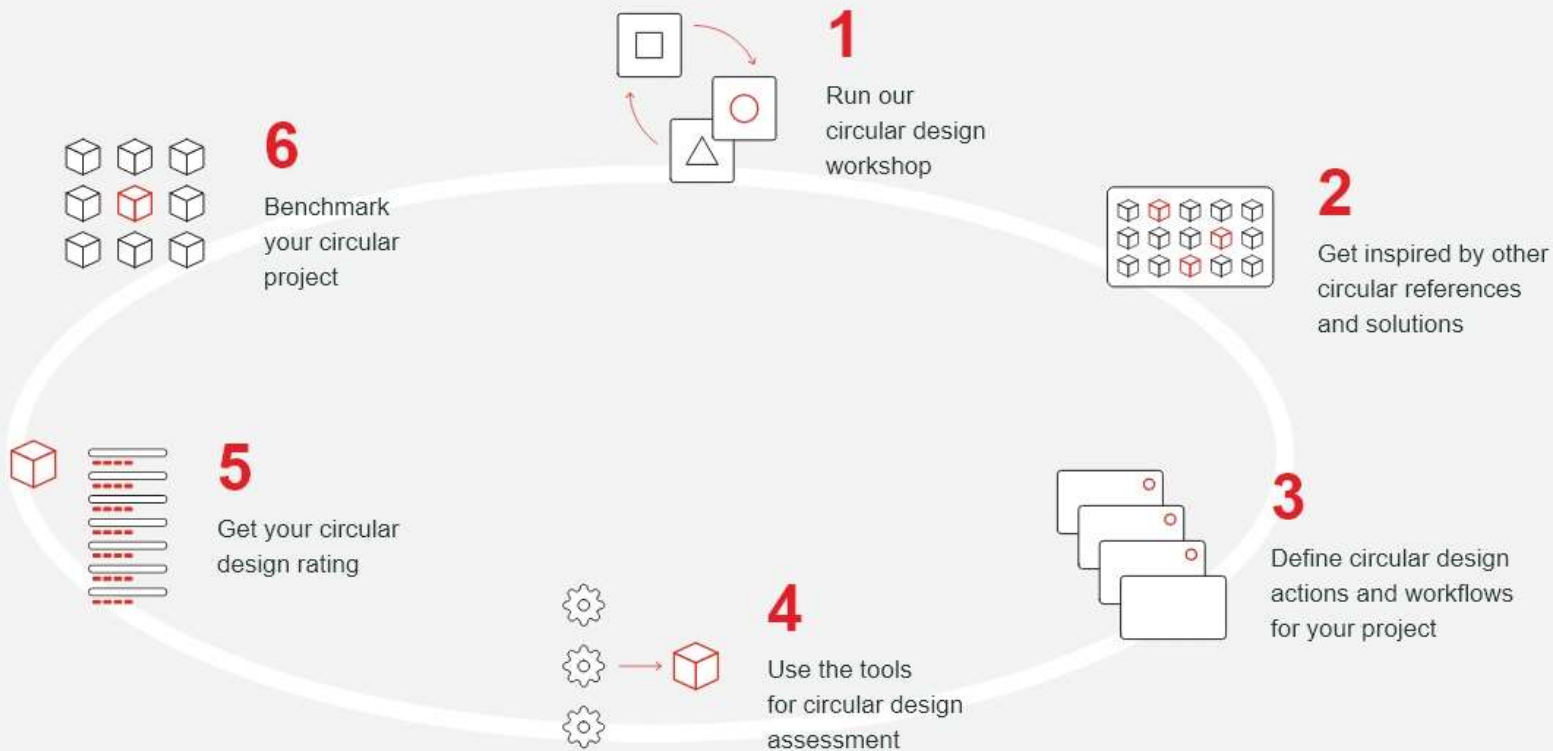 1
Run our
circular design
workshop
2
Get inspired by other
circular references
and solutions
3
Define circular design
actions and workflows
for your project
4
Use the tools
for circular design
assessment
5
Get your circular
design rating
6
Benchmark
your circular
project